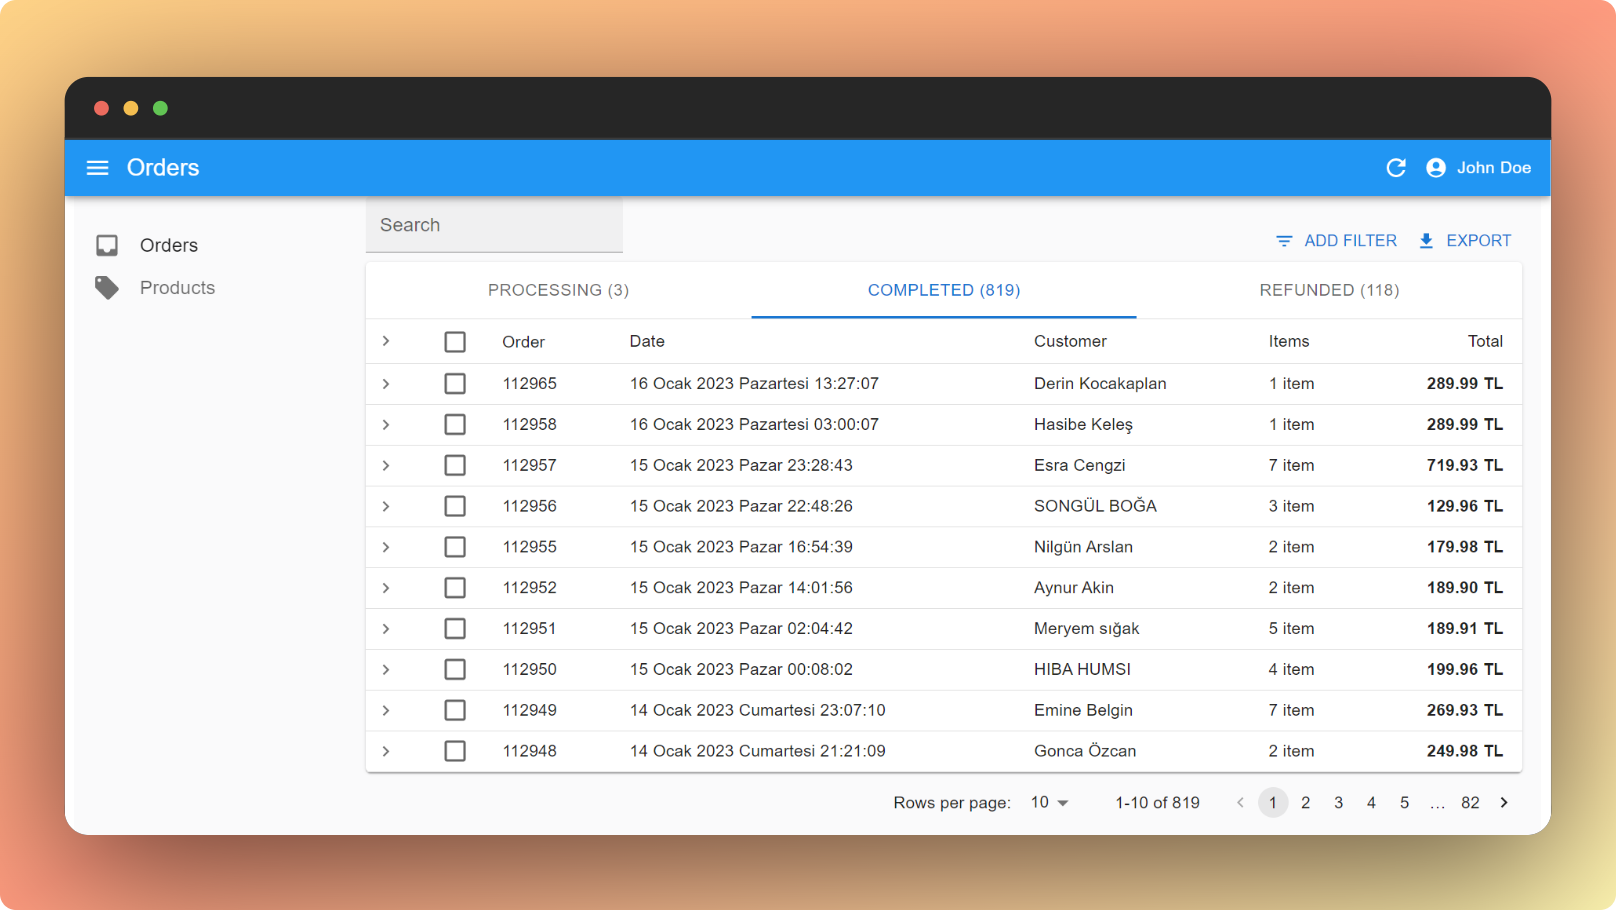 Orders John Doe
Orders
Products
Search
ADD FILTER EXPORT
PROCESSING (3) COMPLETED (819) REFUNDED (118)
Order Date Customer Items Total
112965 16 Ocak 2023 Pazartesi 13:27:07 Derin Kocakaplan 1 item 289.99 TL
112958 16 Ocak 2023 Pazartesi 03:00:07 Hasibe Keleş 1 item 289.99 TL
112957 15 Ocak 2023 Pazar 23:28:43 Esra Cengzi 7 item 719.93 TL
112956 15 Ocak 2023 Pazar 22:48:26 SONGÜL BOĞA 3 item 129.96 TL
112955 15 Ocak 2023 Pazar 16:54:39 Nilgün Arslan 2 item 179.98 TL
112952 15 Ocak 2023 Pazar 14:01:56 Aynur Akin 2 item 189.90 TL
112951 15 Ocak 2023 Pazar 02:04:42 Meryem sığak 5 item 189.91 TL
112950 15 Ocak 2023 Pazar 00:08:02 HIBA HUMSI 4 item 199.96 TL
112949 14 Ocak 2023 Cumartesi 23:07:10 Emine Belgin 7 item 269.93 TL
112948 14 Ocak 2023 Cumartesi 21:21:09 Gonca Özcan 2 item 249.98 TL
Rows per page: 10 1-10 of 819 1 2 3 4 5 … 82